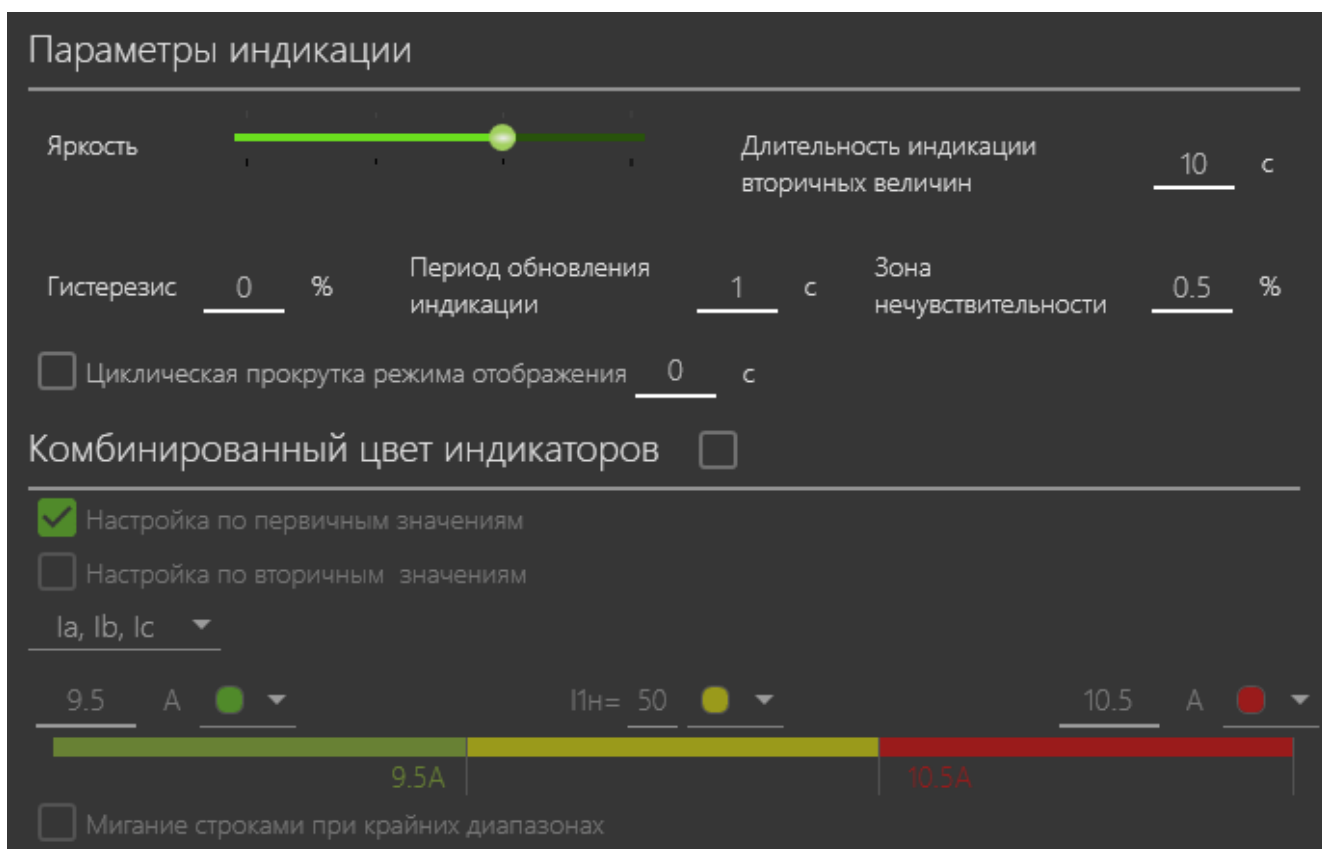 Параметры индикации
Яркость
Длительность индикации
вторичных величин
10 с
Гистерезис 0 %
Период обновления
индикации
1 с
Зона
нечувствительности
0.5 %
Циклическая прокрутка режима отображения 0 с
Комбинированный цвет индикаторов
Настройка по первичным значениям
Настройка по вторичным значениям
Ia, Ib, Ic
9.5 A I1н= 50 10.5 A
9.5A 10.5A
Мигание строками при крайних диапазонах